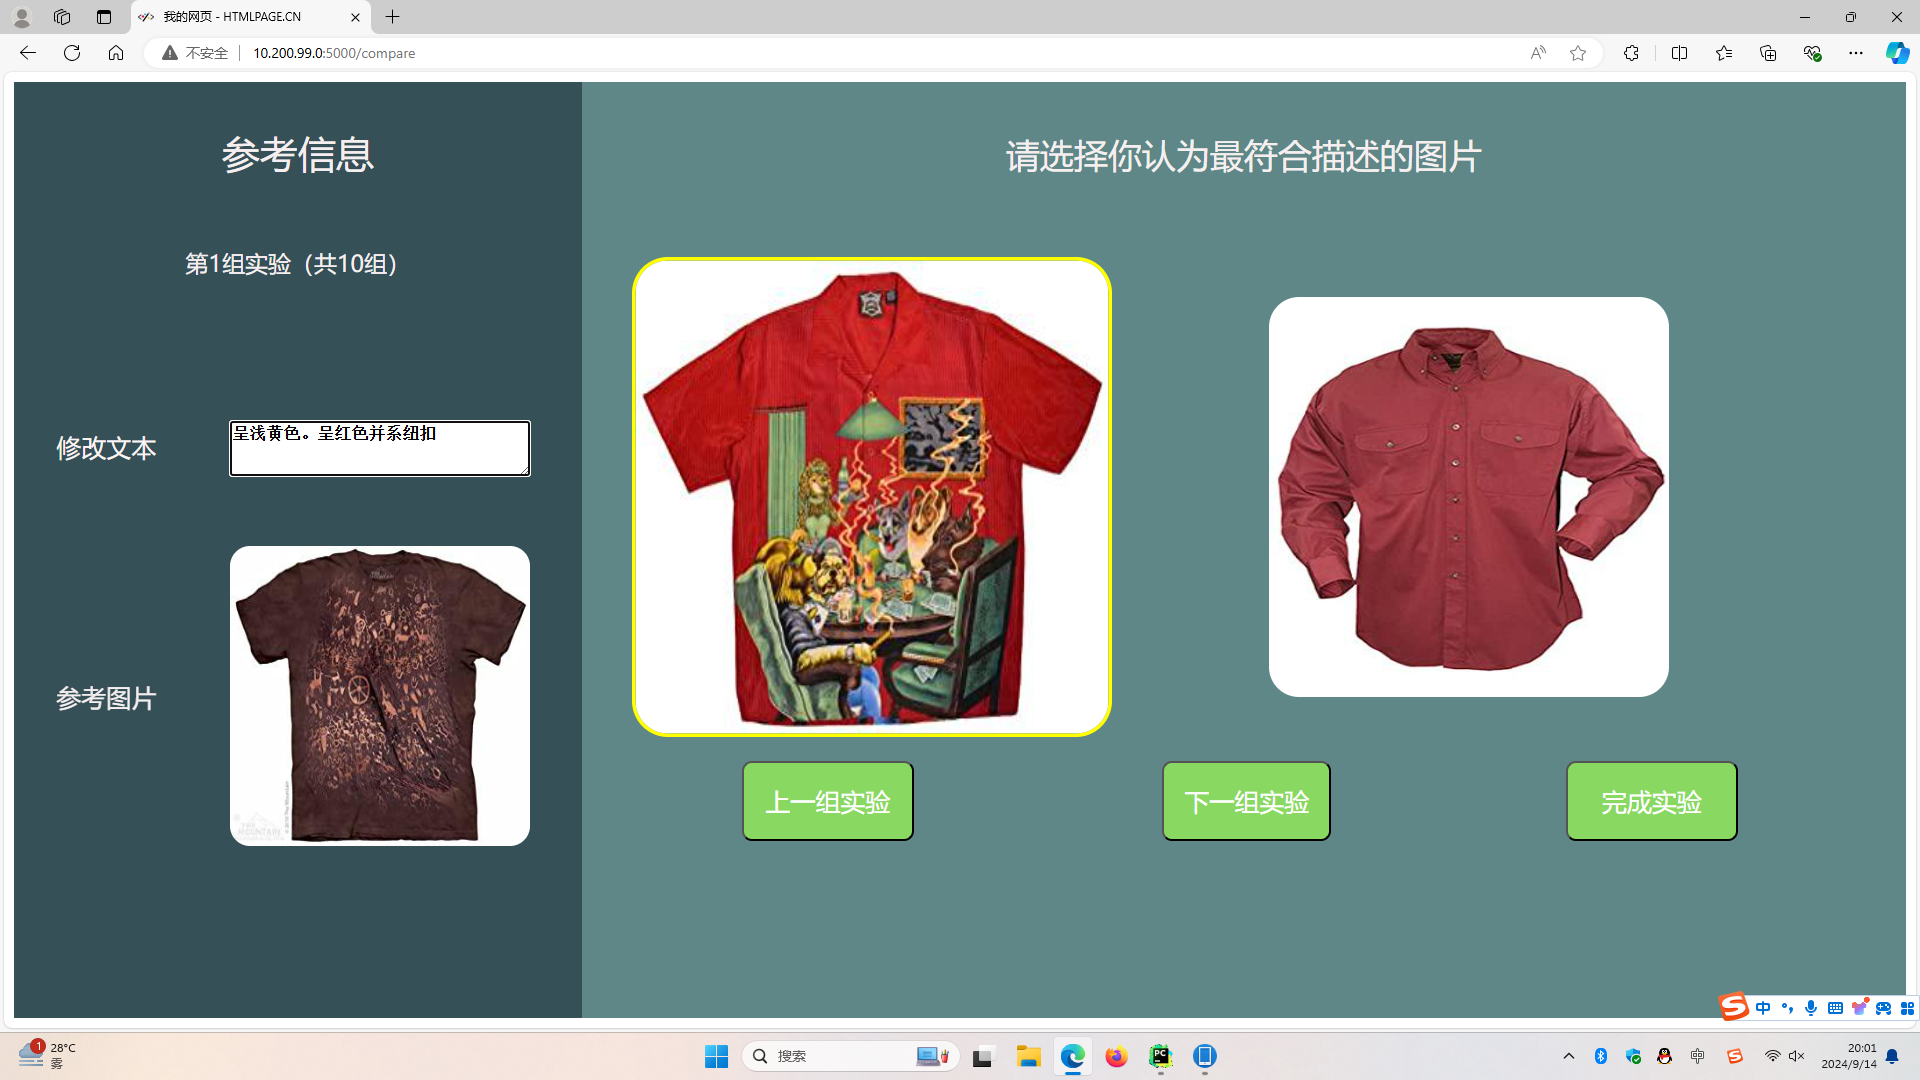 我的网页 - HTMLPAGE.CN
不安全
10.200.99.0:5000/compare
参考信息
请选择你认为最符合描述的图片
第1组实验（共10组）
修改文本
呈浅黄色。呈红色并系纽扣
参考图片
上一组实验
下一组实验
完成实验
中
1
28°C
雾
搜索
中
20:01
2024/9/14